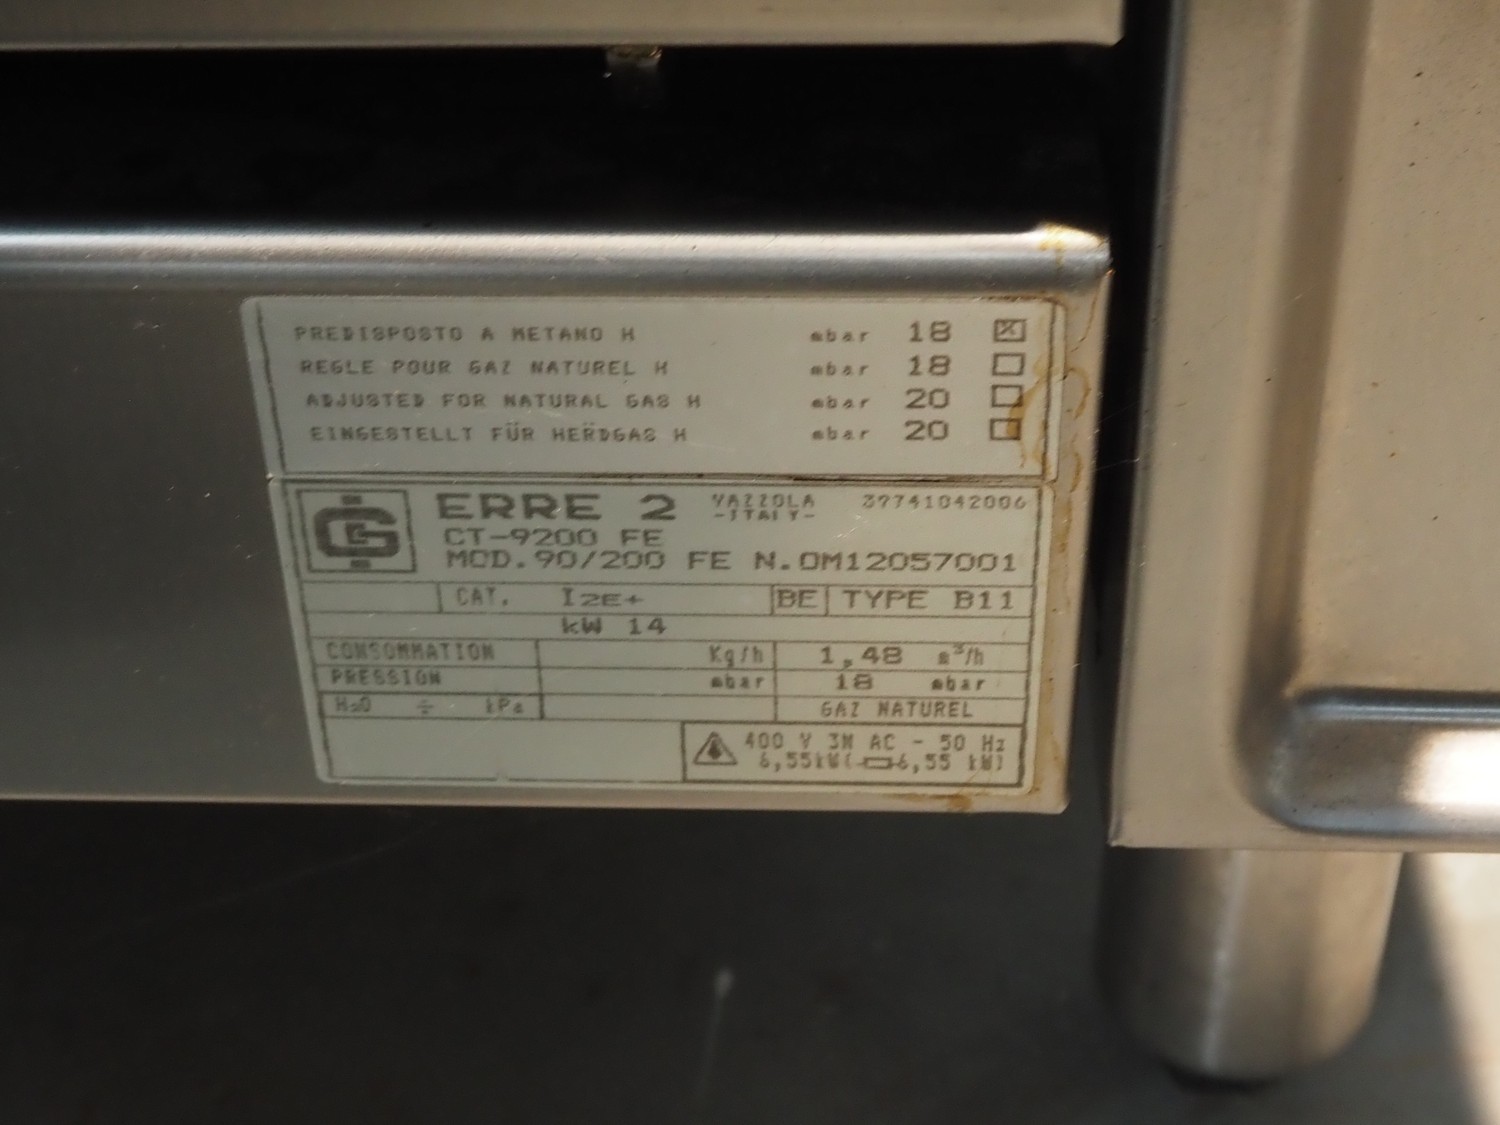 PREDISPOSTO A METANO H mbar 18 ☒
REGLE POUR GAZ NATUREL H mbar 18 ☐
ADJUSTED FOR NATURAL GAS H mbar 20 ☐
EINGESTELLT FÜR HERDGAS H mbar 20 ☐
ERRE 2 VAZZOLA 39741042006
-ITALY-
CT-9200 FE
MOD. 90/200 FE N. OM12057001
CAT. I2E+ BE TYPE B11
kW 14
CONSOMMATION Kg/h 1,48 m³/h
PRESSION mbar 18 mbar
H₂O ÷ kPa GAZ NATUREL
400 V 3N AC - 50 Hz
6,55kW( 6,55 kW)